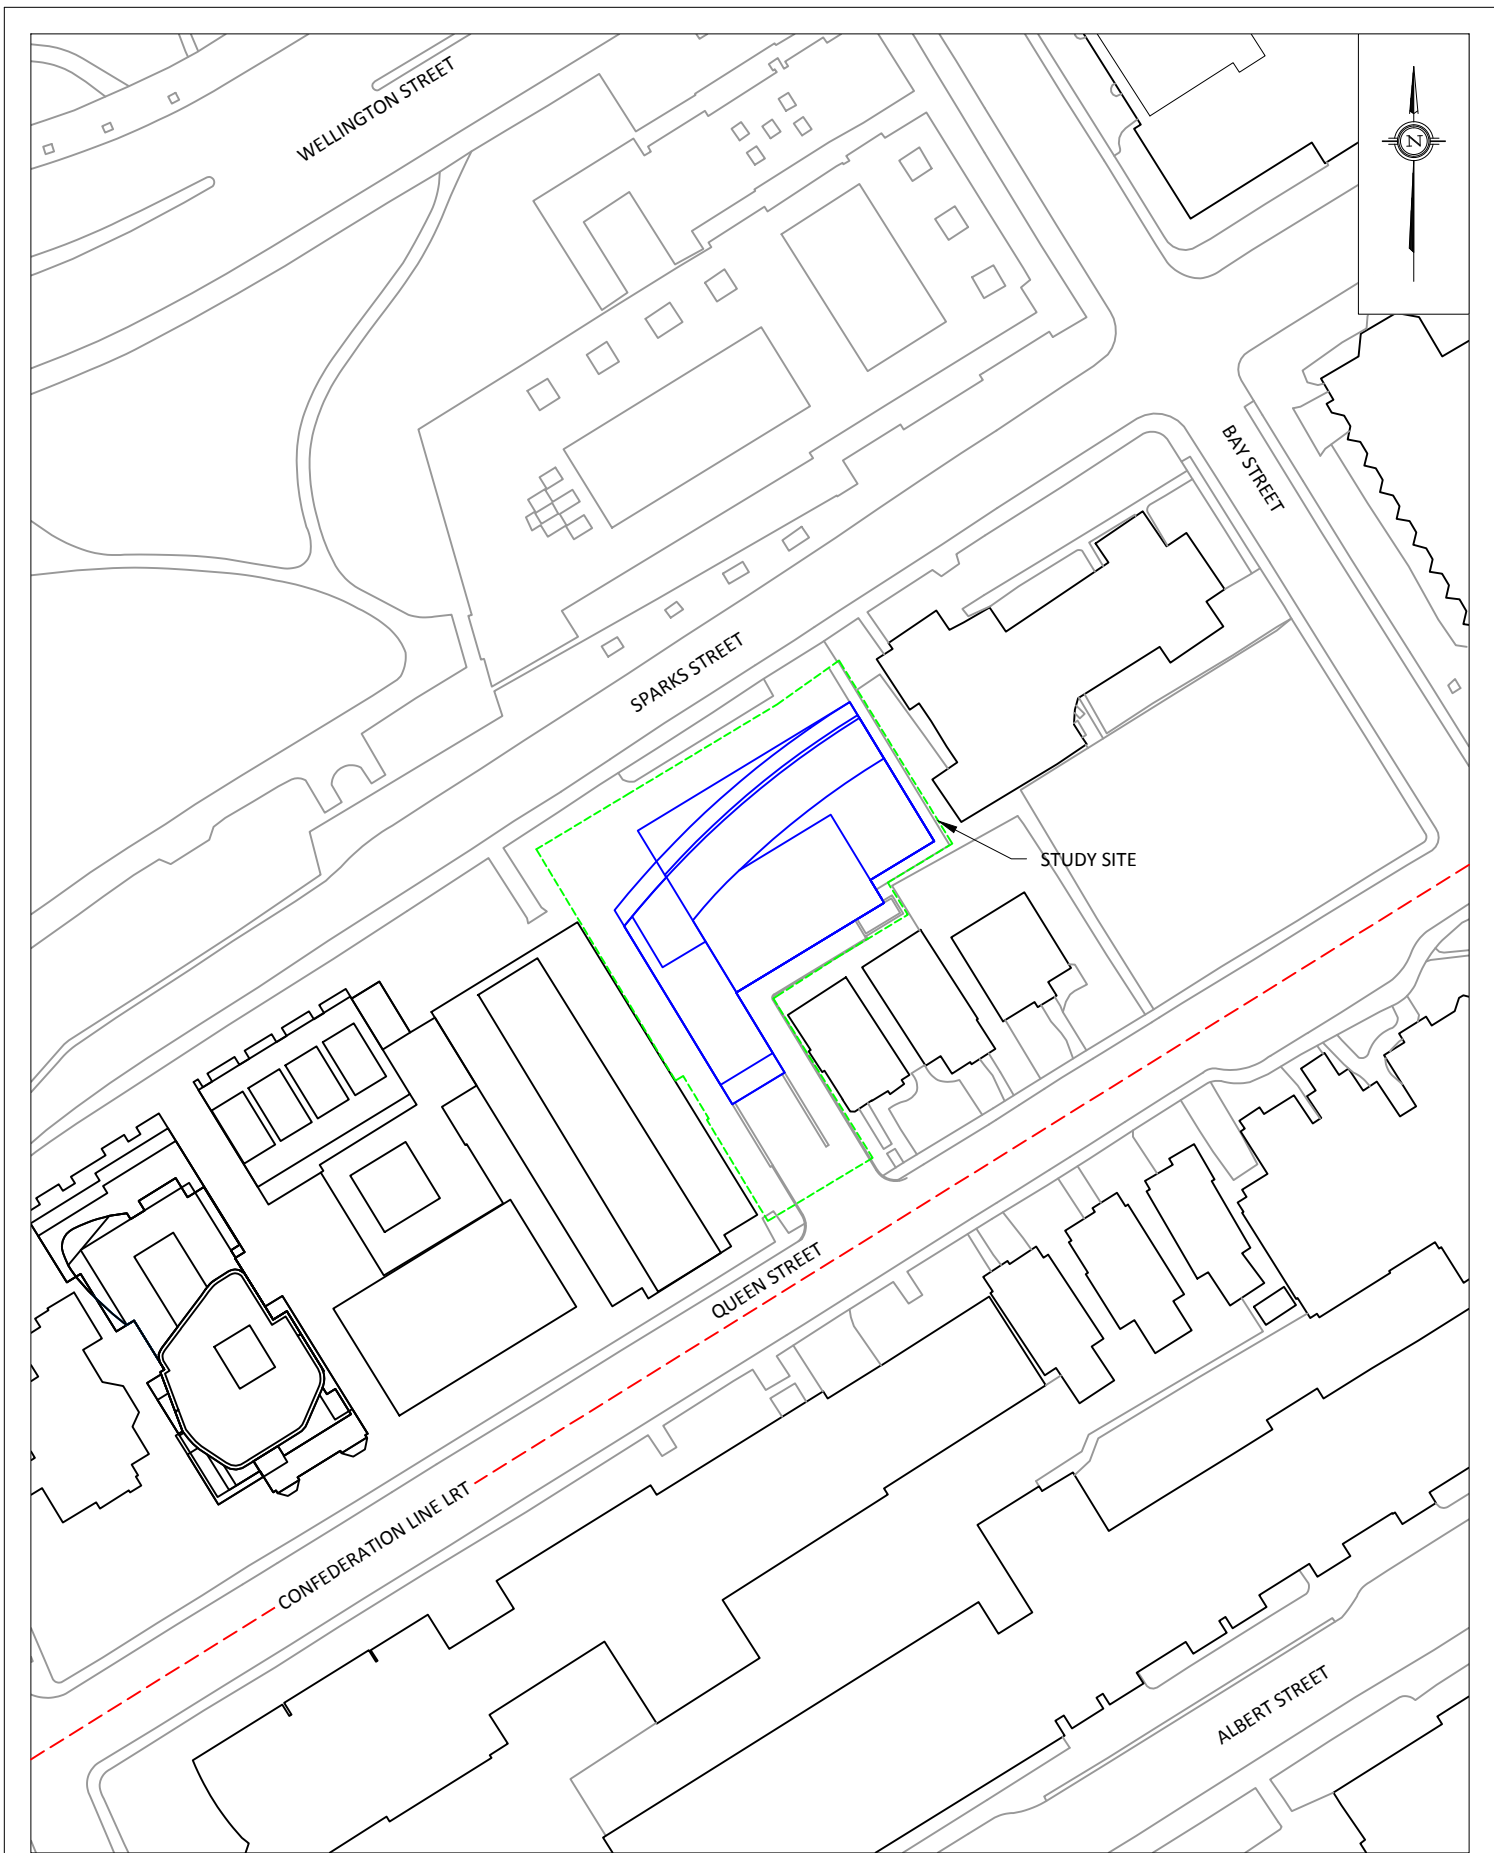 WELLINGTON STREET
N
BAY STREET
SPARKS STREET
STUDY SITE
QUEEN STREET
CONFEDERATION LINE LRT
ALBERT STREET